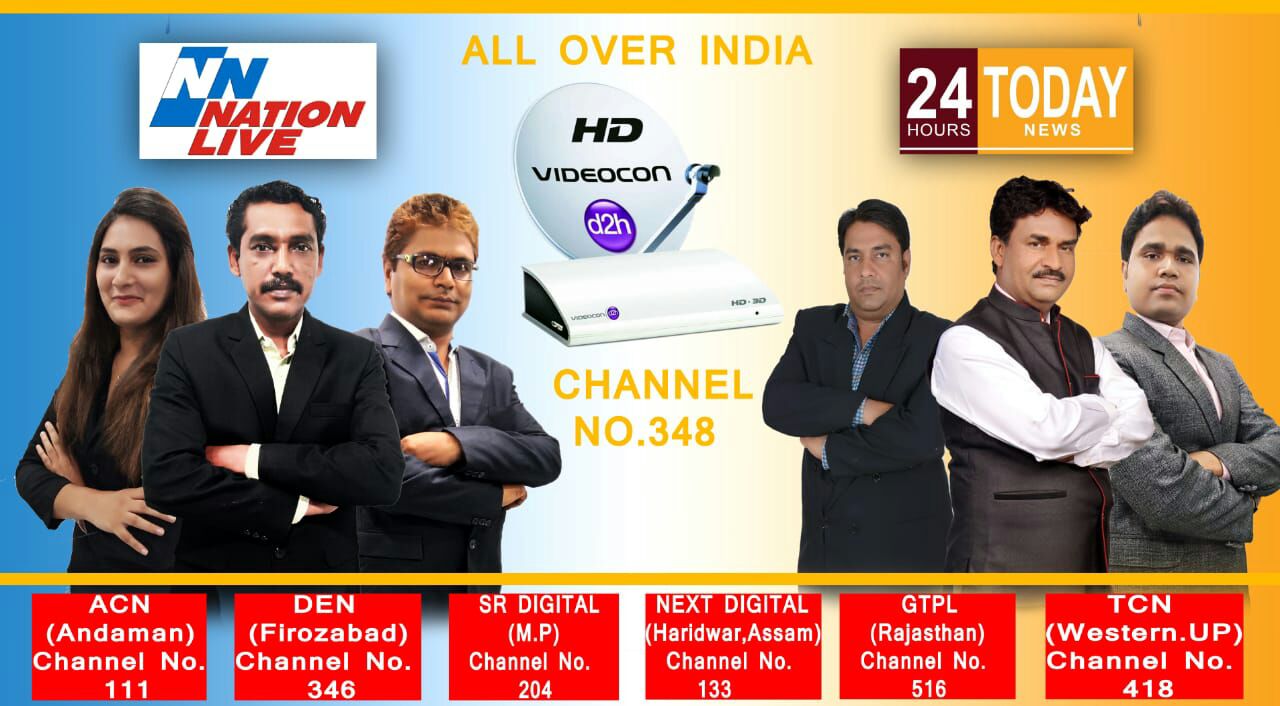 ALL OVER INDIA
NN
NATION
LIVE
24
HOURS
TODAY
NEWS
HD
VIDEOCON
d2h
HD·3D
VIDEOCON d2h
CHANNEL
NO.348
ACN
(Andaman)
Channel No.
111
DEN
(Firozabad)
Channel No.
346
SR DIGITAL
(M.P)
Channel No.
204
NEXT DIGITAL
(Haridwar,Assam)
Channel No.
133
GTPL
(Rajasthan)
Channel No.
516
TCN
(Western.UP)
Channel No.
418